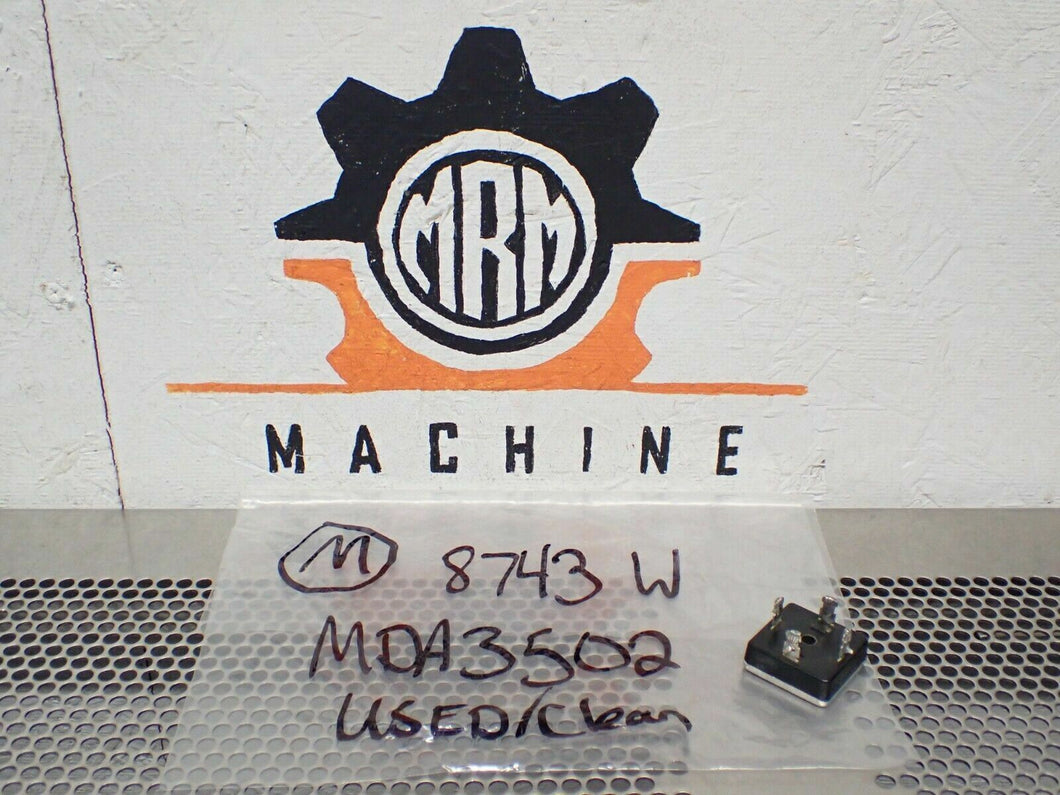 MRM
MACHINE
M 8743 W
MDA3502
USED/Clean